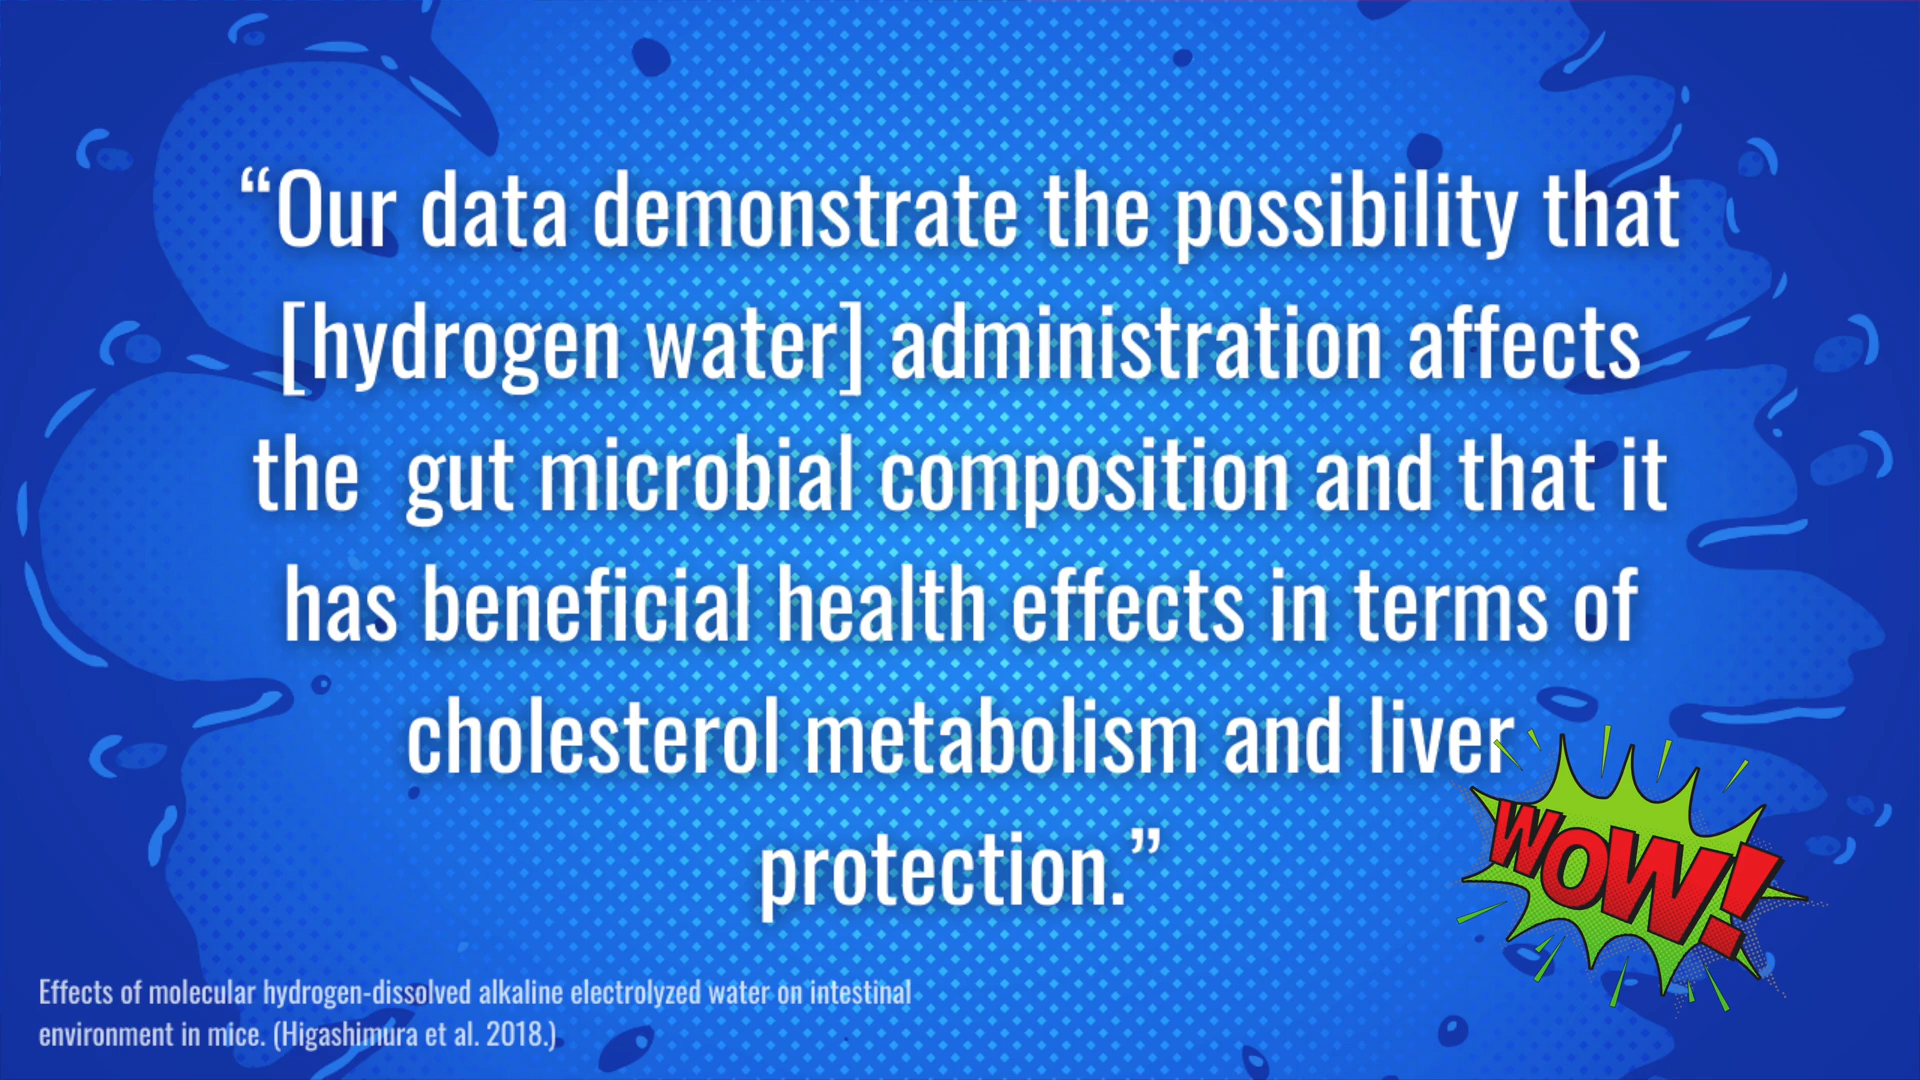 “Our data demonstrate the possibility that
[hydrogen water] administration affects
the gut microbial composition and that it
has beneficial health effects in terms of
cholesterol metabolism and liver
protection.”
WOW!
Effects of molecular hydrogen-dissolved alkaline electrolyzed water on intestinal
environment in mice. (Higashimura et al. 2018.)